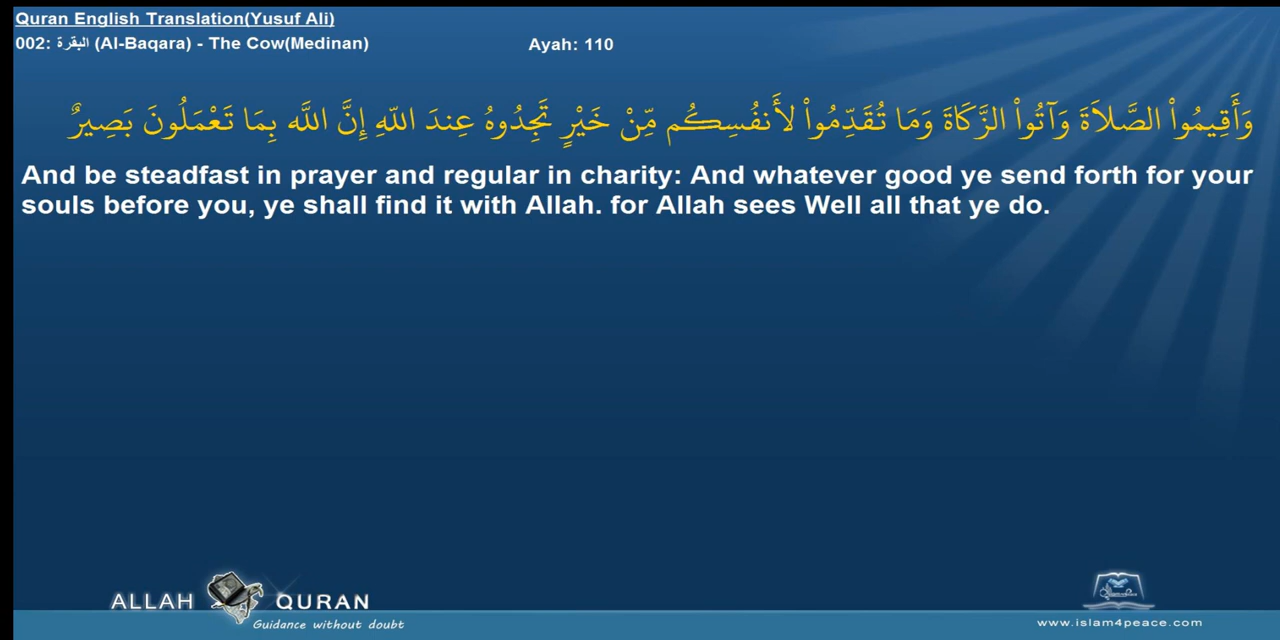 Quran English Translation(Yusuf Ali)
002: البقرة (Al-Baqara) - The Cow(Medinan) Ayah: 110
وَأَقِيمُواْ الصَّلاَةَ وَآتُواْ الزَّكَاةَ وَمَا تُقَدِّمُواْ لأَنفُسِكُم مِّنْ خَيْرٍ تَجِدُوهُ عِندَ اللّهِ إِنَّ اللَّه بِمَا تَعْمَلُونَ بَصِيرٌ
And be steadfast in prayer and regular in charity: And whatever good ye send forth for your
souls before you, ye shall find it with Allah. for Allah sees Well all that ye do.
ALLAH QURAN
Guidance without doubt
www.islam4peace.com